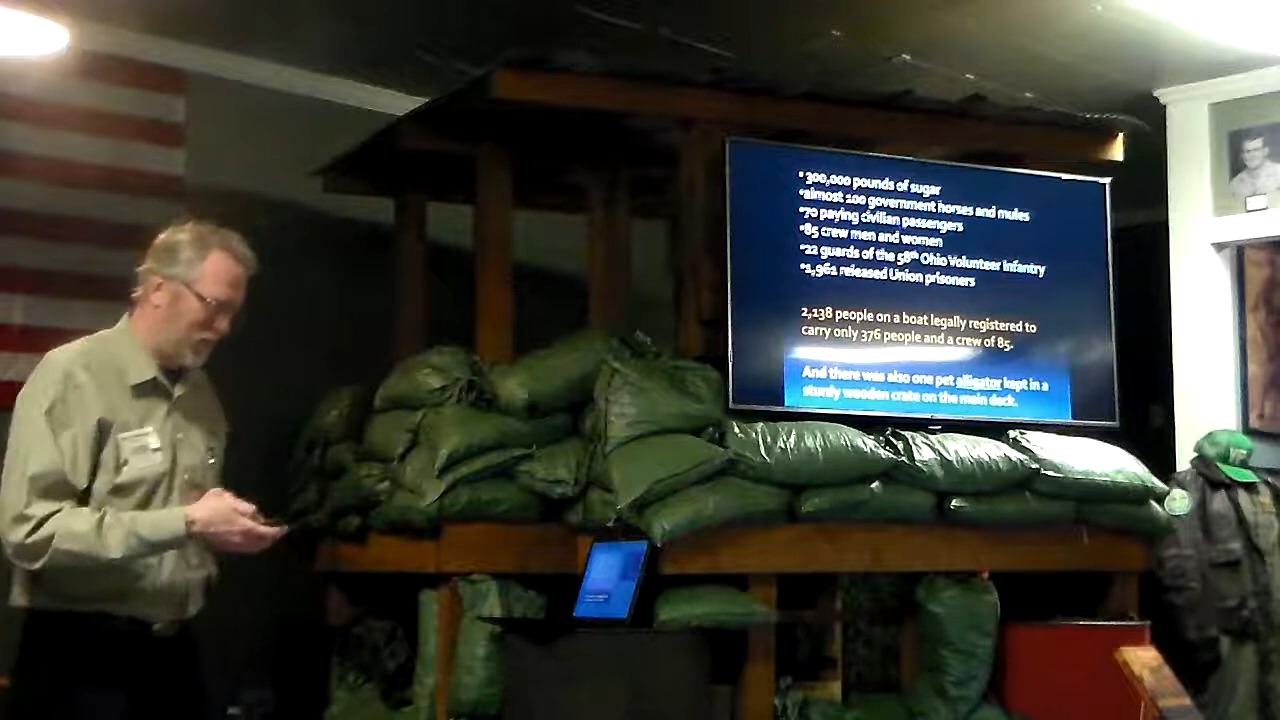 • 300,000 pounds of sugar
•almost 100 government horses and mules
•70 paying civilian passengers
•85 crew men and women
•22 guards of the 58th Ohio Volunteer Infantry
•1,961 released Union prisoners
2,138 people on a boat legally registered to
carry only 376 people and a crew of 85.
And there was also one pet alligator kept in a
sturdy wooden crate on the main deck.